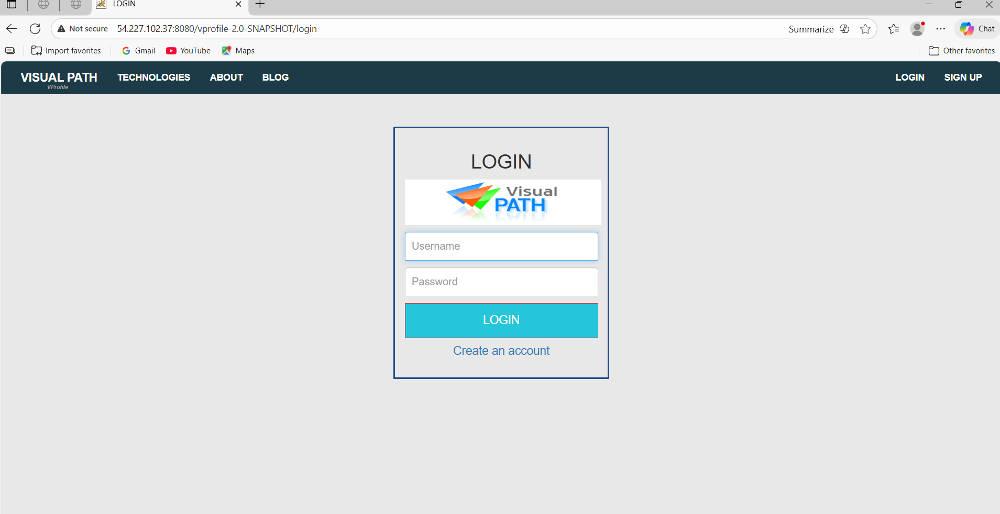 LOGIN
Not secure 54.227.102.37:8080/vprofile-2.0-SNAPSHOT/login Summarize Chat
Import favorites Gmail YouTube Maps Other favorites
VISUAL PATH TECHNOLOGIES ABOUT BLOG LOGIN SIGN UP
VProfile
LOGIN
Visual
PATH
Username
Password
LOGIN
Create an account